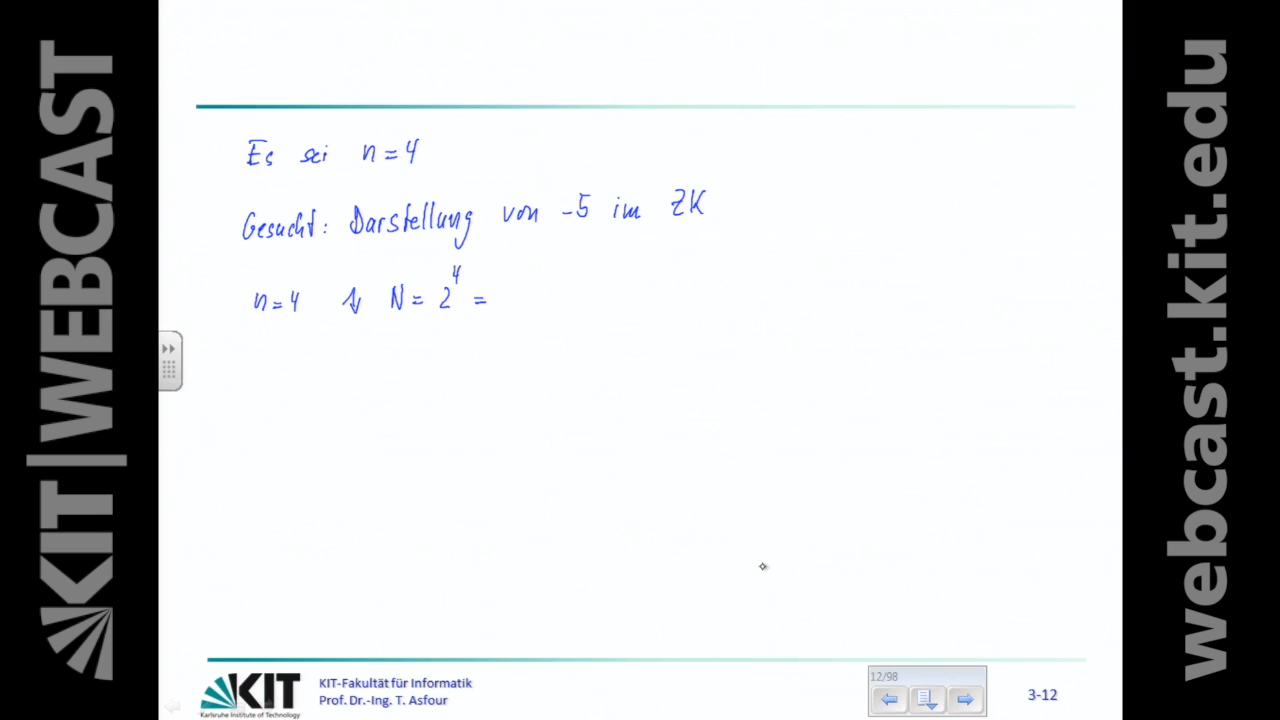 KIT|WEBCAST
Es sei n = 4
Gesucht: Darstellung von -5 im ZK
n = 4 N = 2⁴ =
12/98
KIT
Karlsruhe Institute of Technology
KIT-Fakultät für Informatik
Prof. Dr.-Ing. T. Asfour
3-12
webcast.kit.edu